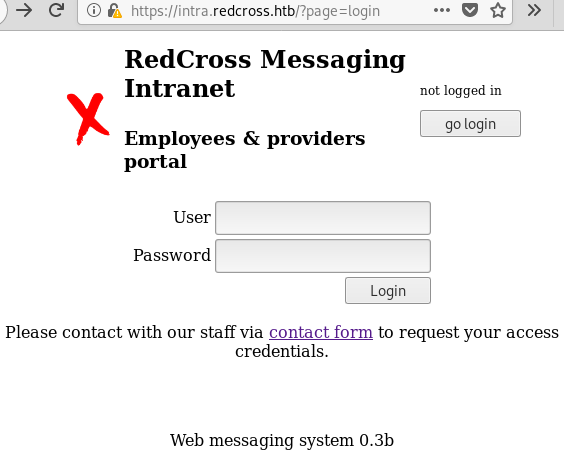 https://intra.redcross.htb/?page=login
RedCross Messaging
Intranet
not logged in
go login
Employees & providers
portal
User
Password
Login
Please contact with our staff via contact form to request your access
credentials.
Web messaging system 0.3b